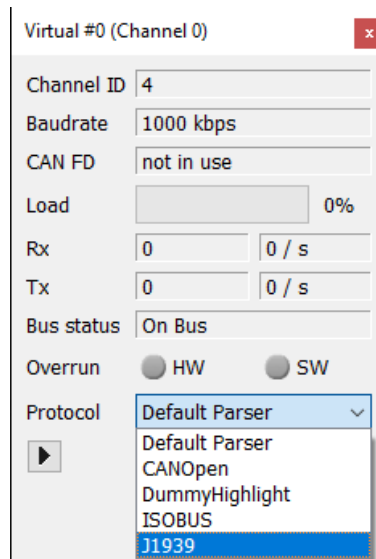 Virtual #0 (Channel 0) x
Channel ID 4
Baudrate 1000 kbps
CAN FD not in use
Load 0%
Rx 0 0 / s
Tx 0 0 / s
Bus status On Bus
Overrun HW SW
Protocol Default Parser
Default Parser
CANOpen
DummyHighlight
ISOBUS
J1939